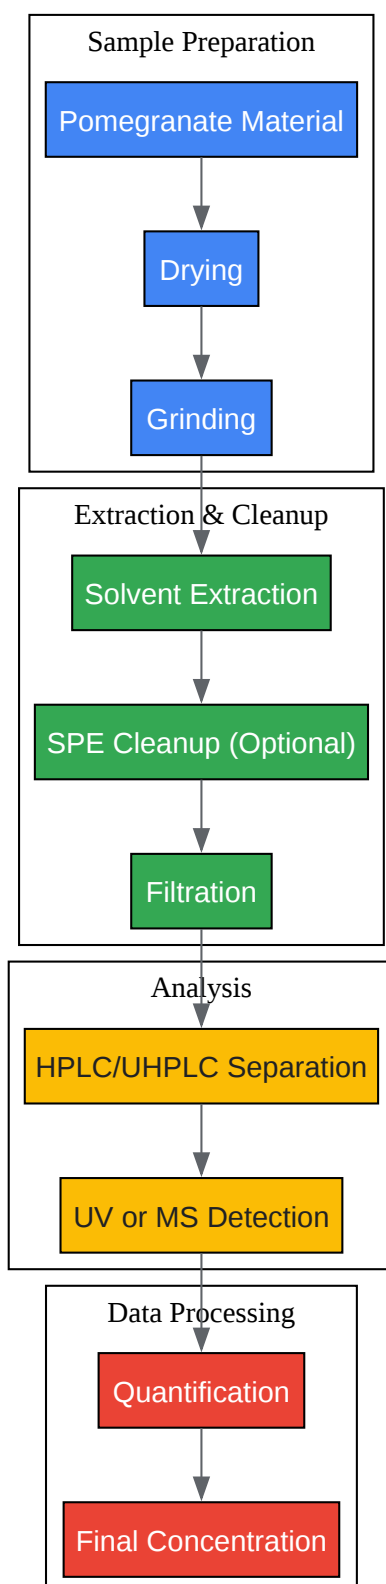 Sample Preparation
Pomegranate Material
Drying
Grinding
Extraction & Cleanup
Solvent Extraction
SPE Cleanup (Optional)
Filtration
Analysis
HPLC/UHPLC Separation
UV or MS Detection
Data Processing
Quantification
Final Concentration